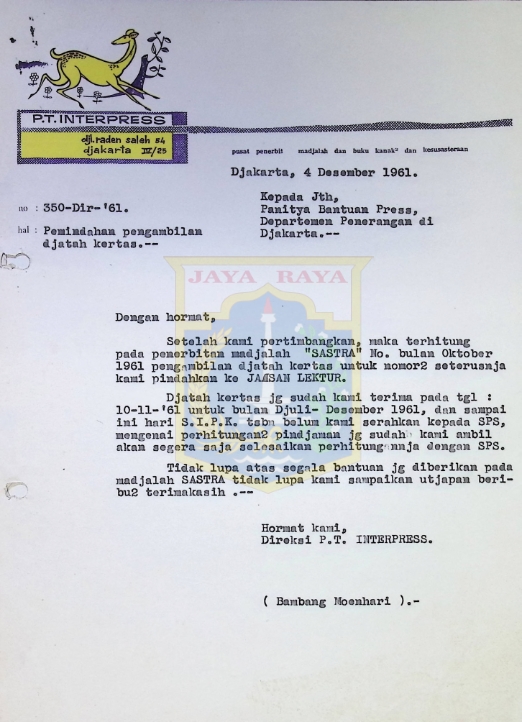 P.T. INTERPRESS
djl. raden saleh 54
djakarta IV/25
pusat penerbit madjalah dan buku kanak² dan kesusasteraan
Djakarta, 4 Desember 1961.
Kepada Jth,
Panitya Bantuan Press,
Departemen Penerangan di
Djakarta.--
no : 350-Dir-'61.
hal : Pemindahan pengambilan
djatah kertas.--
JAYA RAYA
Dengan hormat,
Setelah kami pertimbangkan, maka terhitung
pada penerbitan madjalah "SASTRA" No. bulan Oktober
1961 pengambilan djatah kertas untuk nomor2 seterusnja
kami pindahkan ke JAJASAN LEKTUR.
Djatah kertas jg sudah kami terima pada tgl :
10-11-'61 untuk bulan Djuli- Desember 1961, dan sampai
ini hari S.I.P.K. tsb. belum kami serahkan kepada SPS,
mengenai perhitungan2 pindjaman jg sudah kami ambil
akan segera saja selesaikan perhitungannja dengan SPS.
Tidak lupa atas segala bantuan jg diberikan pada
madjalah SASTRA tidak lupa kami sampaikan utjapan beri-
bu2 terimakasih .--
Hormat kami,
Direksi P.T. INTERPRESS.
( Bambang Moenhari ).-